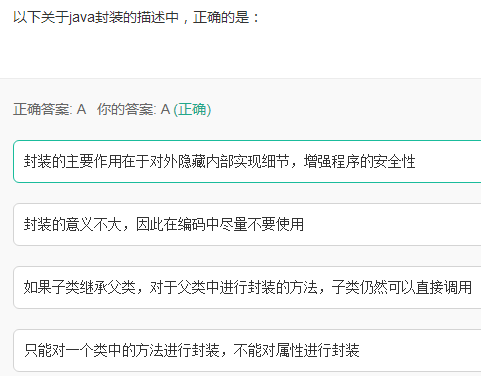 以下关于java封装的描述中，正确的是：
正确答案: A 你的答案: A (正确)
封装的主要作用在于对外隐藏内部实现细节，增强程序的安全性
封装的意义不大，因此在编码中尽量不要使用
如果子类继承父类，对于父类中进行封装的方法，子类仍然可以直接调用
只能对一个类中的方法进行封装，不能对属性进行封装